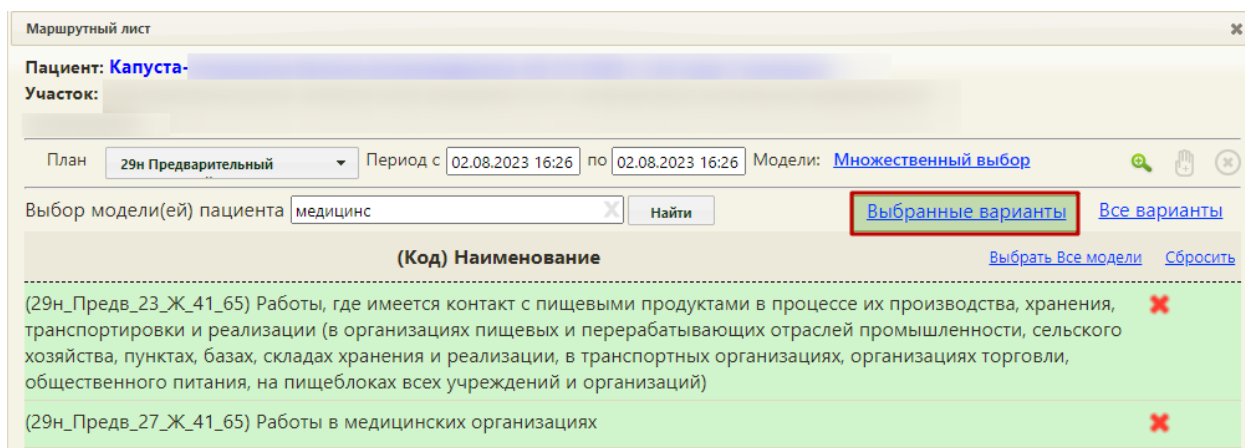 Маршрутный лист
Пациент: Капуста-
Участок:
План 29н Предварительный Период с 02.08.2023 16:26 по 02.08.2023 16:26 Модели: Множественный выбор
Выбор модели(ей) пациента медицинс X Найти Выбранные варианты Все варианты
(Код) Наименование Выбрать Все модели Сбросить
(29н_Предв_23_Ж_41_65) Работы, где имеется контакт с пищевыми продуктами в процессе их производства, хранения,
транспортировки и реализации (в организациях пищевых и перерабатывающих отраслей промышленности, сельского
хозяйства, пунктах, базах, складах хранения и реализации, в транспортных организациях, организациях торговли,
общественного питания, на пищеблоках всех учреждений и организаций)
(29н_Предв_27_Ж_41_65) Работы в медицинских организациях